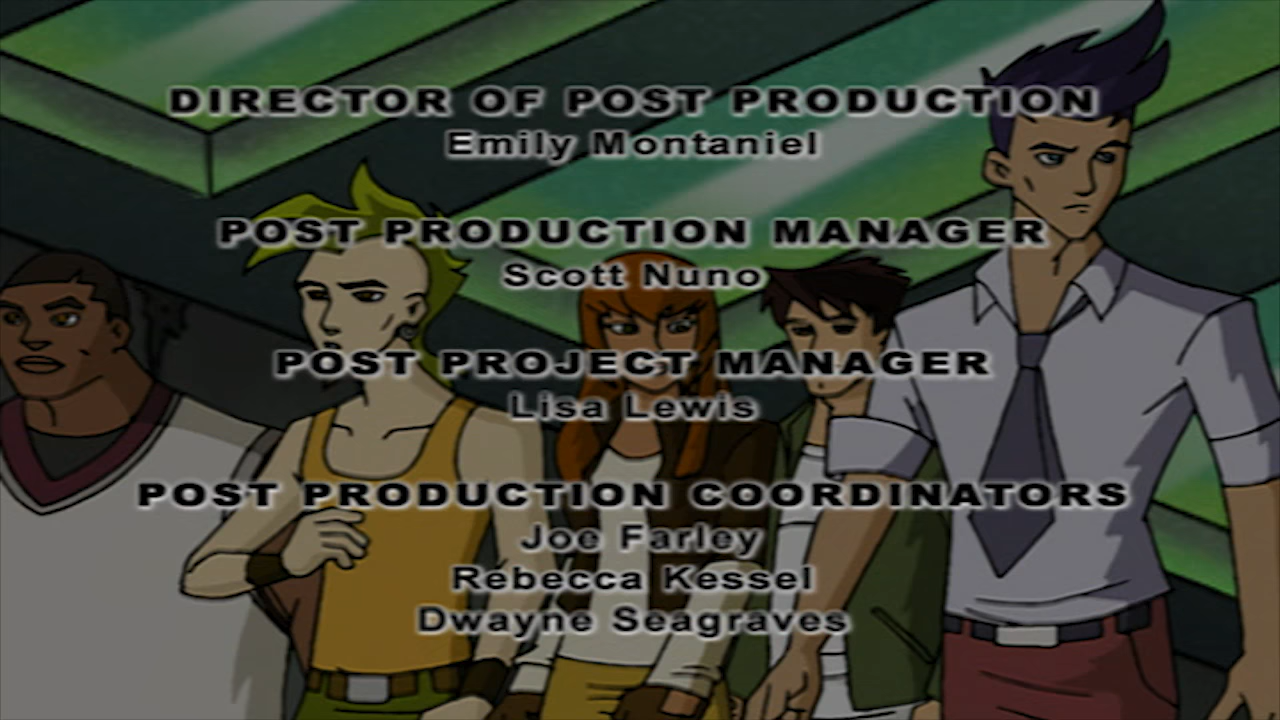 DIRECTOR OF POST PRODUCTION
Emily Montaniel
POST PRODUCTION MANAGER
Scott Nuno
POST PROJECT MANAGER
Lisa Lewis
POST PRODUCTION COORDINATORS
Joe Farley
Rebecca Kessel
Dwayne Seagraves